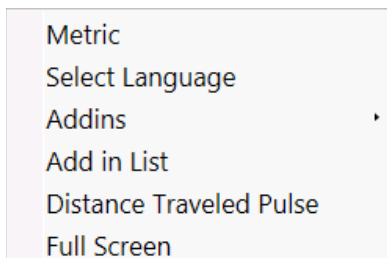 Metric
Select Language
Addins
Add in List
Distance Traveled Pulse
Full Screen